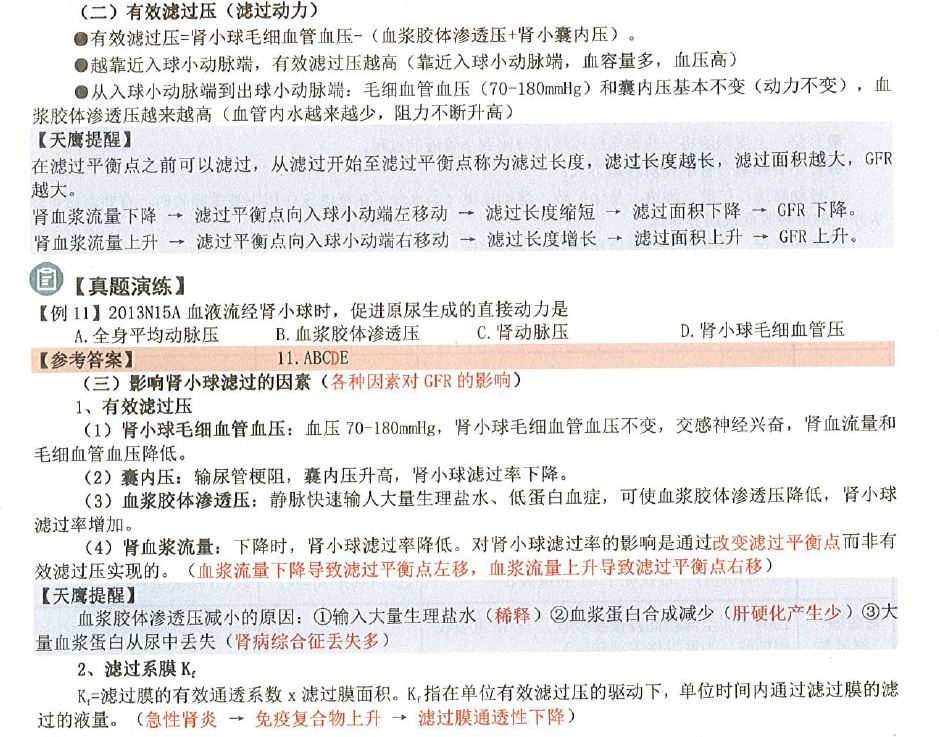 （二）有效滤过压（滤过动力）
●有效滤过压=肾小球毛细血管血压-（血浆胶体渗透压+肾小囊内压）。
●越靠近入球小动脉端，有效滤过压越高（靠近入球小动脉端，血容量多，血压高）
●从入球小动脉端到出球小动脉端：毛细血管血压（70-180mmHg）和囊内压基本不变（动力不变），血
浆胶体渗透压越来越高（血管内水越来越少，阻力不断升高）
【天鹰提醒】
在滤过平衡点之前可以滤过，从滤过开始至滤过平衡点称为滤过长度，滤过长度越长，滤过面积越大，GFR
越大。
肾血浆流量下降 → 滤过平衡点向入球小动端左移动 → 滤过长度缩短 → 滤过面积下降 → GFR 下降。
肾血浆流量上升 → 滤过平衡点向入球小动端右移动 → 滤过长度增长 → 滤过面积上升 → GFR 上升。
【真题演练】
【例 11】2013N15A 血液流经肾小球时，促进原尿生成的直接动力是
A. 全身平均动脉压 B. 血浆胶体渗透压 C. 肾动脉压 D. 肾小球毛细血管压
【参考答案】 11. ABCDE
（三）影响肾小球滤过的因素（各种因素对 GFR 的影响）
1、有效滤过压
（1）肾小球毛细血管血压：血压 70-180mmHg，肾小球毛细血管血压不变，交感神经兴奋，肾血流量和
毛细血管血压降低。
（2）囊内压：输尿管梗阻，囊内压升高，肾小球滤过率下降。
（3）血浆胶体渗透压：静脉快速输人大量生理盐水、低蛋白血症，可使血浆胶体渗透压降低，肾小球
滤过率增加。
（4）肾血浆流量：下降时，肾小球滤过率降低。对肾小球滤过率的影响是通过改变滤过平衡点而非有
效滤过压实现的。（血浆流量下降导致滤过平衡点左移，血浆流量上升导致滤过平衡点右移）
【天鹰提醒】
血浆胶体渗透压减小的原因：①输入大量生理盐水（稀释）②血浆蛋白合成减少（肝硬化产生少）③大
量血浆蛋白从尿中丢失（肾病综合征丢失多）
2、滤过系膜 Kf
Kf=滤过膜的有效通透系数 x 滤过膜面积。Kf指在单位有效滤过压的驱动下，单位时间内通过滤过膜的滤
过的液量。（急性肾炎 → 免疫复合物上升 → 滤过膜通透性下降）